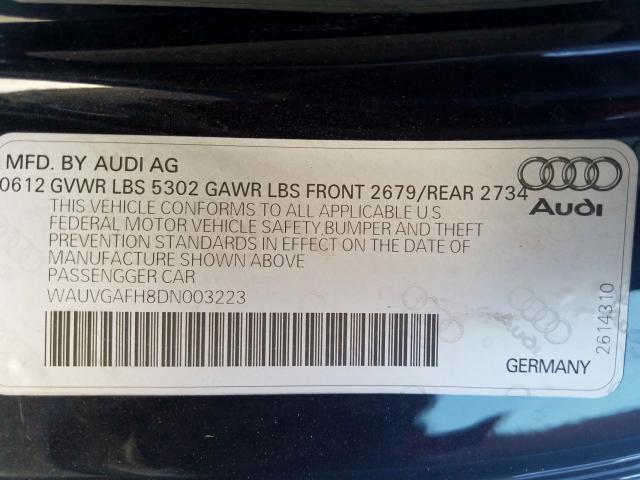 MFD. BY AUDI AG
0612 GVWR LBS 5302 GAWR LBS FRONT 2679/REAR 2734
THIS VEHICLE CONFORMS TO ALL APPLICABLE U.S
FEDERAL MOTOR VEHICLE SAFETY,BUMPER AND THEFT
PREVENTION STANDARDS IN EFFECT ON THE DATE OF
MANUFACTURE SHOWN ABOVE
PASSENGGER CAR
WAUVGAFH8DN003223
Audi
2614310
GERMANY